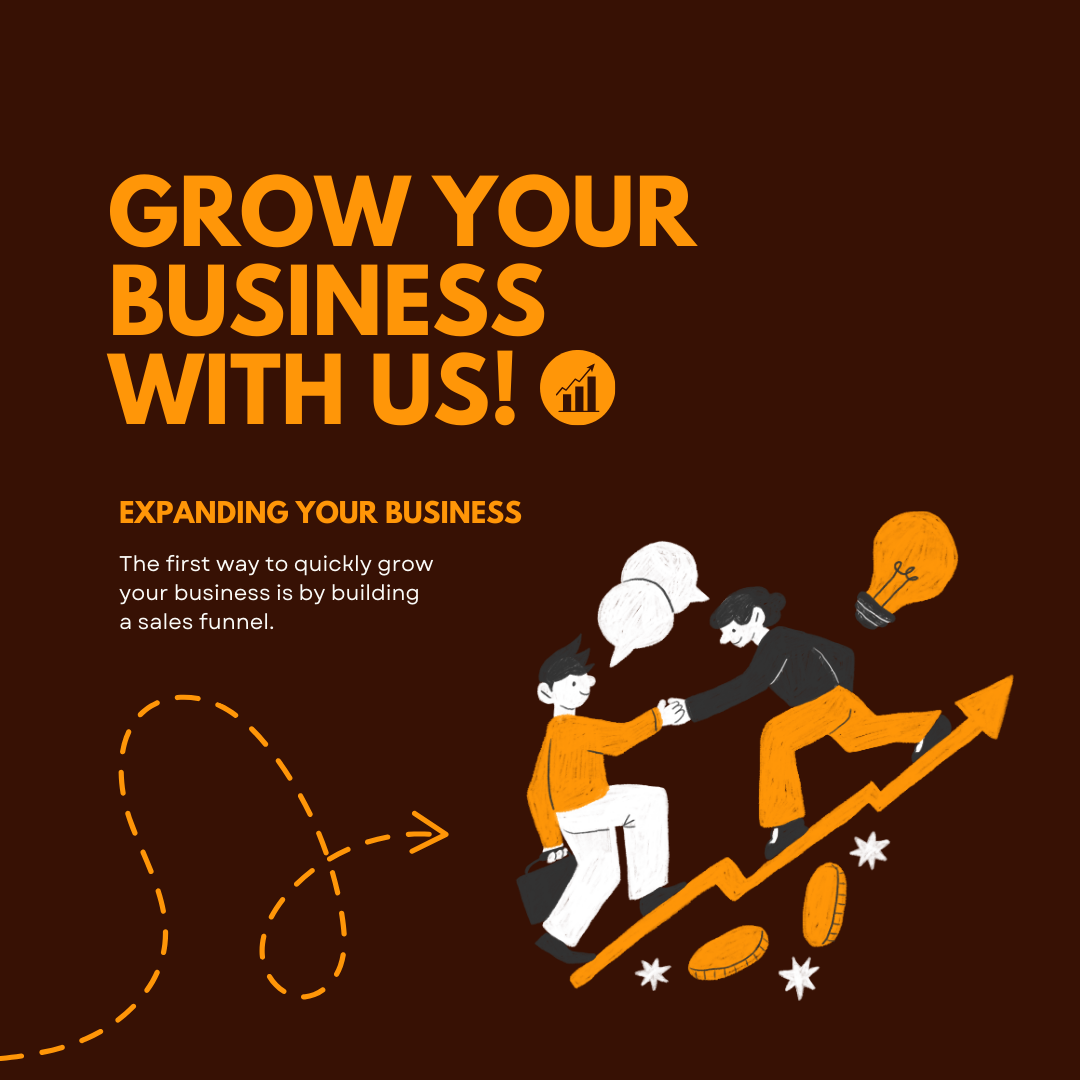 GROW YOUR
BUSINESS
WITH US!
EXPANDING YOUR BUSINESS
The first way to quickly grow
your business is by building
a sales funnel.